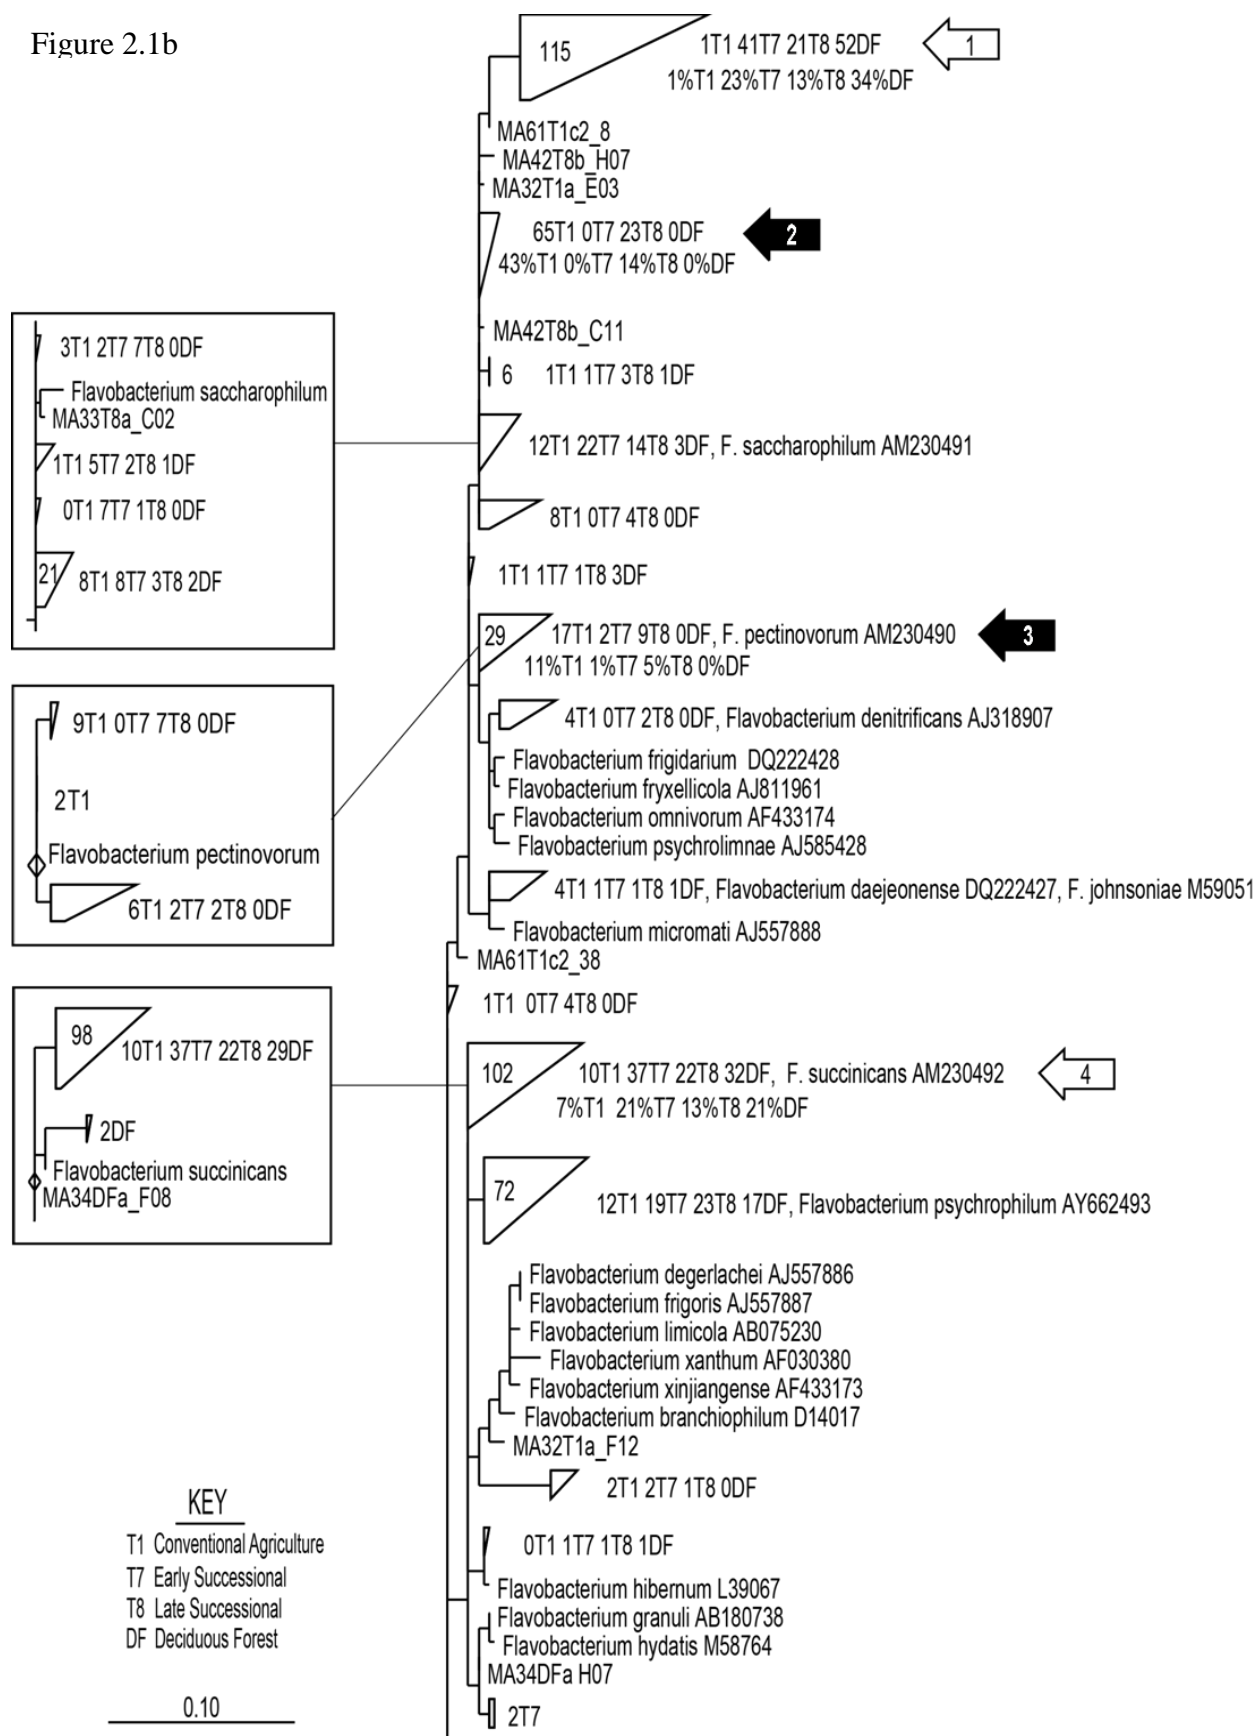 Figure 2.1b
115
1T1 41T7 21T8 52DF
1
1%T1 23%T7 13%T8 34%DF
MA61T1c2_8
MA42T8b_H07
MA32T1a_E03
65T1 0T7 23T8 0DF
2
43%T1 0%T7 14%T8 0%DF
MA42T8b_C11
6 1T1 1T7 3T8 1DF
12T1 22T7 14T8 3DF, F. saccharophilum AM230491
8T1 0T7 4T8 0DF
1T1 1T7 1T8 3DF
29
17T1 2T7 9T8 0DF, F. pectinovorum AM230490
3
11%T1 1%T7 5%T8 0%DF
4T1 0T7 2T8 0DF, Flavobacterium denitrificans AJ318907
Flavobacterium frigidarium DQ222428
Flavobacterium fryxellicola AJ811961
Flavobacterium omnivorum AF433174
Flavobacterium psychrolimnae AJ585428
4T1 1T7 1T8 1DF, Flavobacterium daejeonense DQ222427, F. johnsoniae M59051
Flavobacterium micromati AJ557888
MA61T1c2_38
1T1 0T7 4T8 0DF
102
10T1 37T7 22T8 32DF, F. succinicans AM230492
4
7%T1 21%T7 13%T8 21%DF
72
12T1 19T7 23T8 17DF, Flavobacterium psychrophilum AY662493
Flavobacterium degerlachei AJ557886
Flavobacterium frigoris AJ557887
Flavobacterium limicola AB075230
Flavobacterium xanthum AF030380
Flavobacterium xinjiangense AF433173
Flavobacterium branchiophilum D14017
MA32T1a_F12
2T1 2T7 1T8 0DF
0T1 1T7 1T8 1DF
Flavobacterium hibernum L39067
Flavobacterium granuli AB180738
Flavobacterium hydatis M58764
MA34DFa H07
2T7
3T1 2T7 7T8 0DF
Flavobacterium saccharophilum
MA33T8a_C02
1T1 5T7 2T8 1DF
0T1 7T7 1T8 0DF
21
8T1 8T7 3T8 2DF
9T1 0T7 7T8 0DF
2T1
Flavobacterium pectinovorum
6T1 2T7 2T8 0DF
98
10T1 37T7 22T8 29DF
2DF
Flavobacterium succinicans
MA34DFa_F08
KEY
T1 Conventional Agriculture
T7 Early Successional
T8 Late Successional
DF Deciduous Forest
0.10